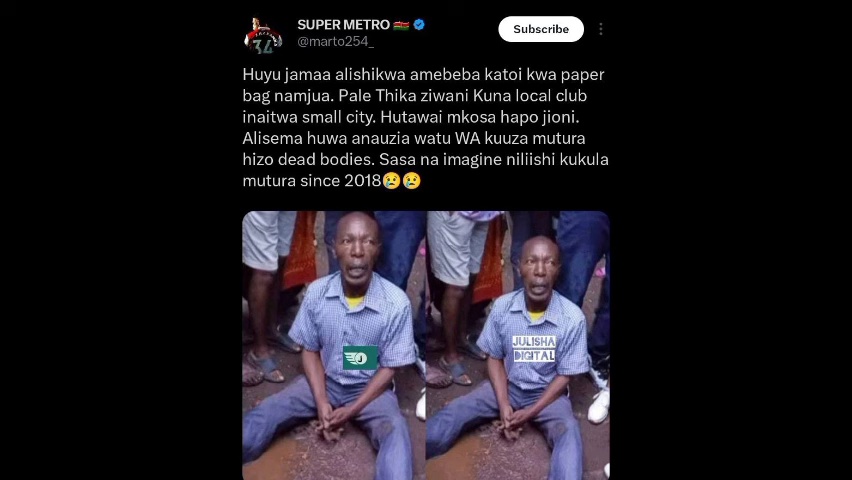 SUPER METRO 🇰🇪
@marto254_
Subscribe
Huyu jamaa alishikwa amebeba katoi kwa paper
bag namjua. Pale Thika ziwani Kuna local club
inaitwa small city. Hutawai mkosa hapo jioni.
Alisema huwa anauzia watu WA kuuza mutura
hizo dead bodies. Sasa na imagine niliishi kukula
mutura since 2018😢😢
JULISHA
DIGITAL